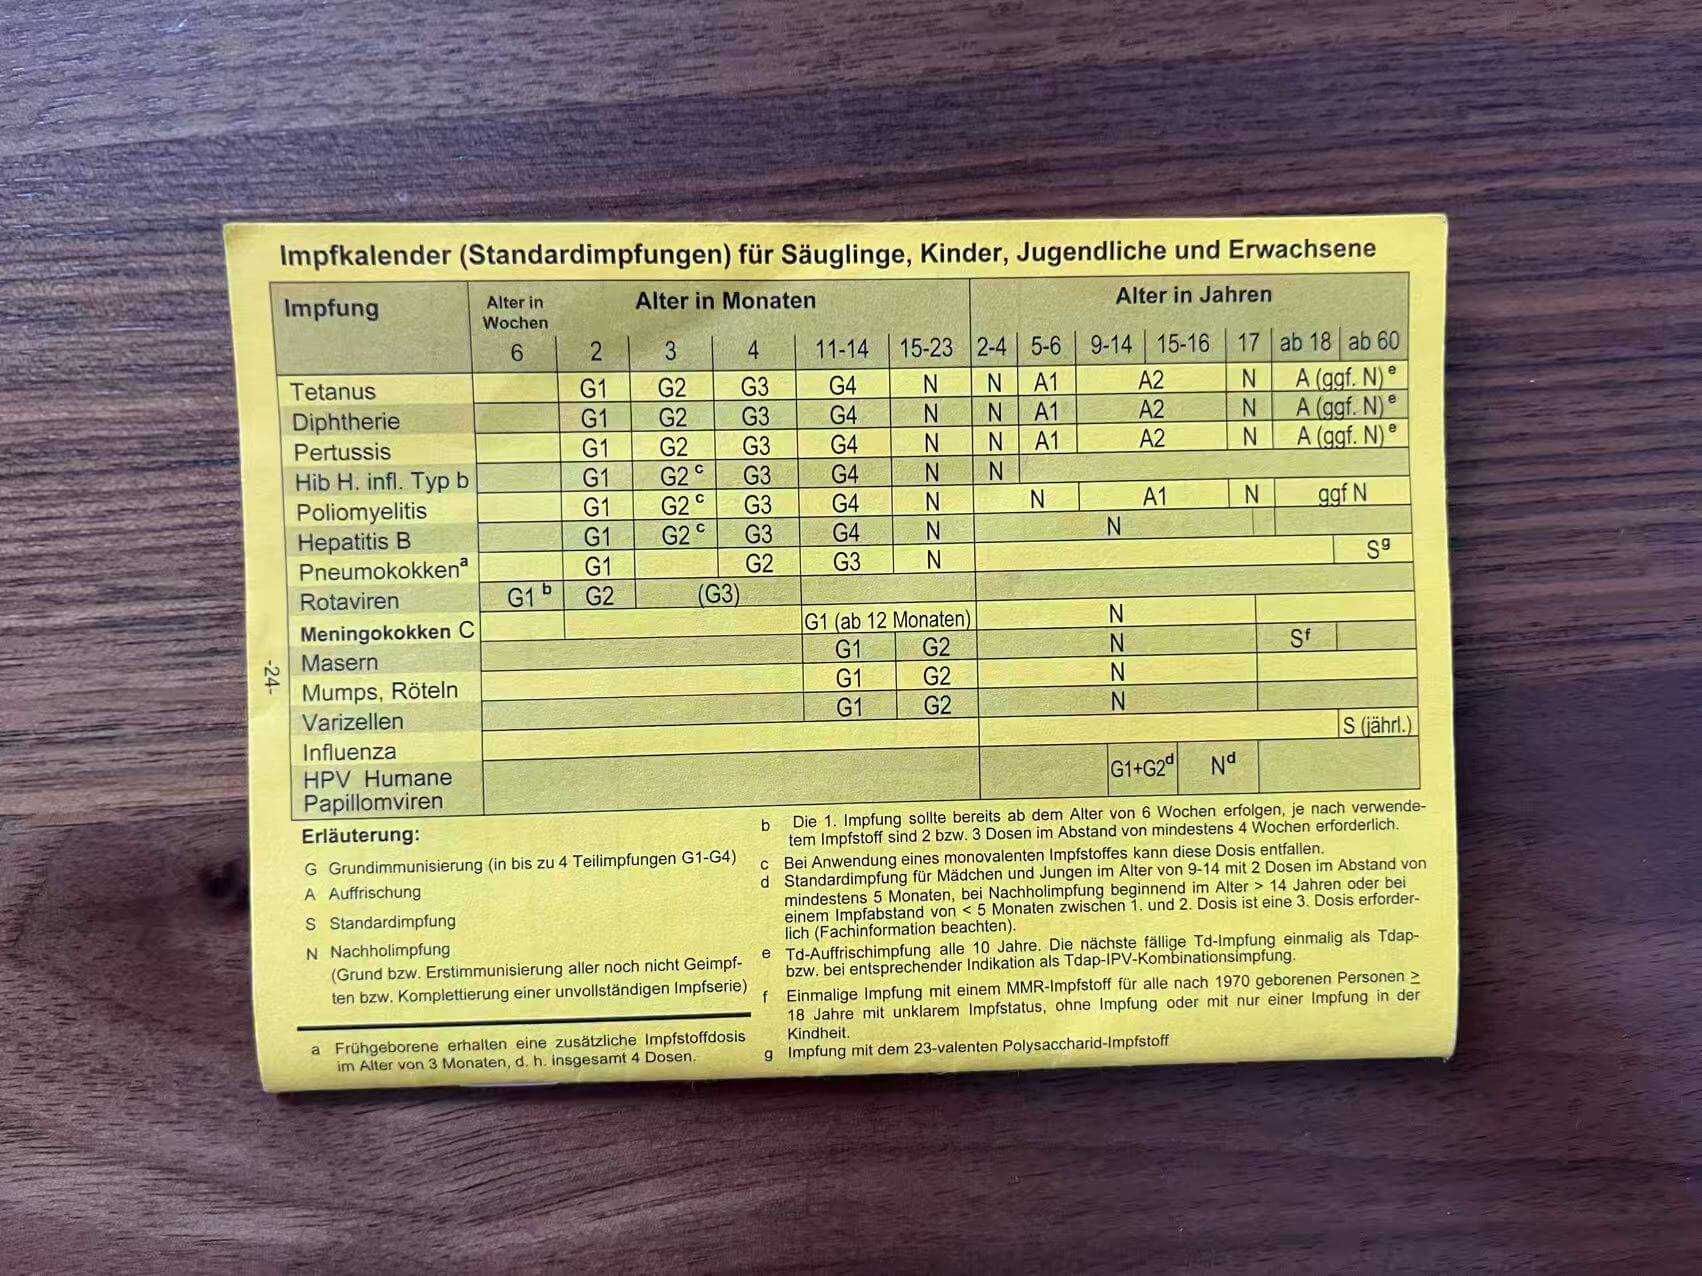 Impfkalender (Standardimpfungen) für Säuglinge, Kinder, Jugendliche und Erwachsene
Impfung Alter in Wochen Alter in Monaten Alter in Jahren
6 2 3 4 11-14 15-23 2-4 5-6 9-14 15-16 17 ab 18 ab 60
Tetanus G1 G2 G3 G4 N N A1 A2 N A (ggf. N) e
Diphtherie G1 G2 G3 G4 N N A1 A2 N A (ggf. N) e
Pertussis G1 G2 G3 G4 N N A1 A2 N A (ggf. N) e
Hib H. infl. Typ b G1 G2 c G3 G4 N N
Poliomyelitis G1 G2 c G3 G4 N N A1 N ggf N
Hepatitis B G1 G2 c G3 G4 N N
Pneumokokken a G1 G2 G3 N S g
Rotaviren G1 b G2 (G3)
Meningokokken C G1 (ab 12 Monaten) N
Masern G1 G2 N S f
Mumps, Röteln G1 G2 N
Varizellen G1 G2 N
Influenza S (jährl.)
HPV Humane
Papillomviren G1+G2 d N d
-24-
Erläuterung:
G Grundimmunisierung (in bis zu 4 Teilimpfungen G1-G4)
A Auffrischung
S Standardimpfung
N Nachholimpfung
(Grund bzw. Erstimmunisierung aller noch nicht Geimpf-
ten bzw. Komplettierung einer unvollständigen Impfserie)
a Frühgeborene erhalten eine zusätzliche Impfstoffdosis
im Alter von 3 Monaten, d. h. insgesamt 4 Dosen.
b Die 1. Impfung sollte bereits ab dem Alter von 6 Wochen erfolgen, je nach verwende-
tem Impfstoff sind 2 bzw. 3 Dosen im Abstand von mindestens 4 Wochen erforderlich.
c Bei Anwendung eines monovalenten Impfstoffes kann diese Dosis entfallen.
d Standardimpfung für Mädchen und Jungen im Alter von 9-14 mit 2 Dosen im Abstand von
mindestens 5 Monaten, bei Nachholimpfung beginnend im Alter > 14 Jahren oder bei
einem Impfabstand von < 5 Monaten zwischen 1. und 2. Dosis ist eine 3. Dosis erforder-
lich (Fachinformation beachten).
e Td-Auffrischimpfung alle 10 Jahre. Die nächste fällige Td-Impfung einmalig als Tdap-
bzw. bei entsprechender Indikation als Tdap-IPV-Kombinationsimpfung.
f Einmalige Impfung mit einem MMR-Impfstoff für alle nach 1970 geborenen Personen ≥
18 Jahre mit unklarem Impfstatus, ohne Impfung oder mit nur einer Impfung in der
Kindheit.
g Impfung mit dem 23-valenten Polysaccharid-Impfstoff